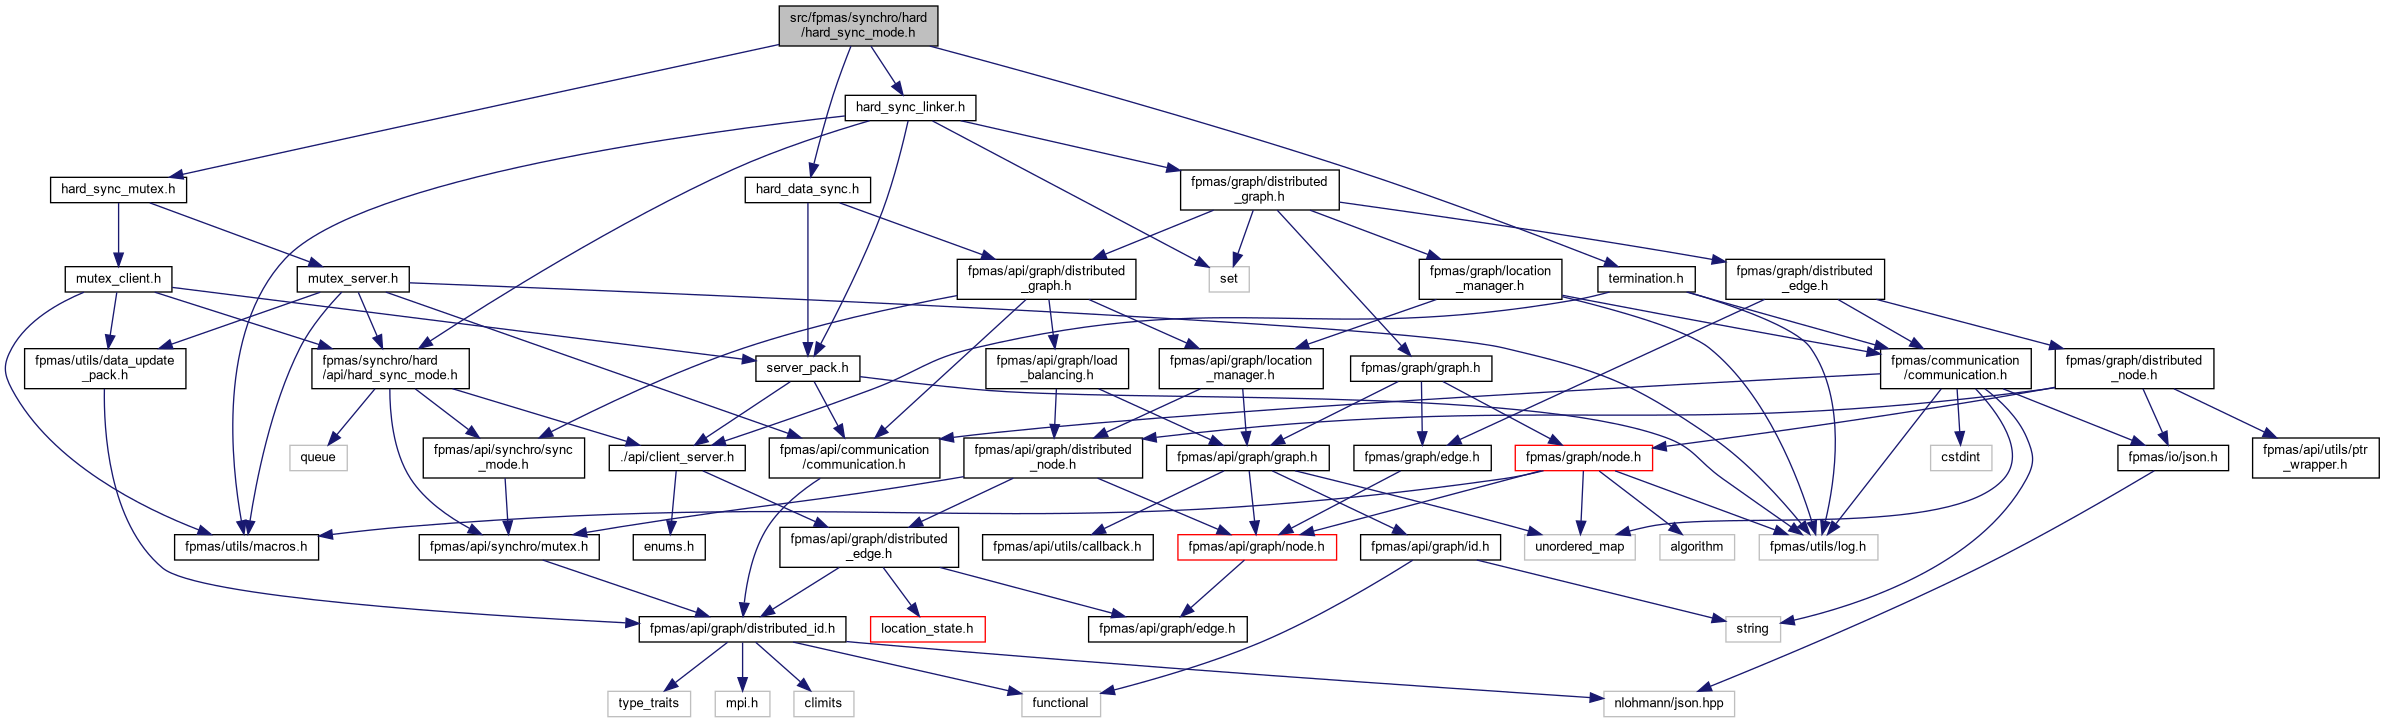 src/fpmas/synchro/hard
/hard_sync_mode.h
hard_sync_linker.h
hard_sync_mutex.h
hard_data_sync.h
fpmas/graph/distributed
_graph.h
mutex_client.h
mutex_server.h
fpmas/api/graph/distributed
_graph.h
set
fpmas/graph/location
_manager.h
termination.h
fpmas/graph/distributed
_edge.h
fpmas/utils/data_update
_pack.h
fpmas/synchro/hard
/api/hard_sync_mode.h
server_pack.h
fpmas/api/graph/load
_balancing.h
fpmas/api/graph/location
_manager.h
fpmas/graph/graph.h
fpmas/communication
/communication.h
fpmas/graph/distributed
_node.h
queue
fpmas/api/synchro/sync
_mode.h
./api/client_server.h
fpmas/api/communication
/communication.h
fpmas/api/graph/distributed
_node.h
fpmas/api/graph/graph.h
fpmas/graph/edge.h
fpmas/graph/node.h
cstdint
fpmas/io/json.h
fpmas/api/utils/ptr
_wrapper.h
fpmas/utils/macros.h
fpmas/api/synchro/mutex.h
enums.h
fpmas/api/graph/distributed
_edge.h
fpmas/api/utils/callback.h
fpmas/api/graph/node.h
fpmas/api/graph/id.h
unordered_map
algorithm
fpmas/utils/log.h
fpmas/api/graph/distributed_id.h
location_state.h
fpmas/api/graph/edge.h
string
type_traits
mpi.h
climits
functional
nlohmann/json.hpp